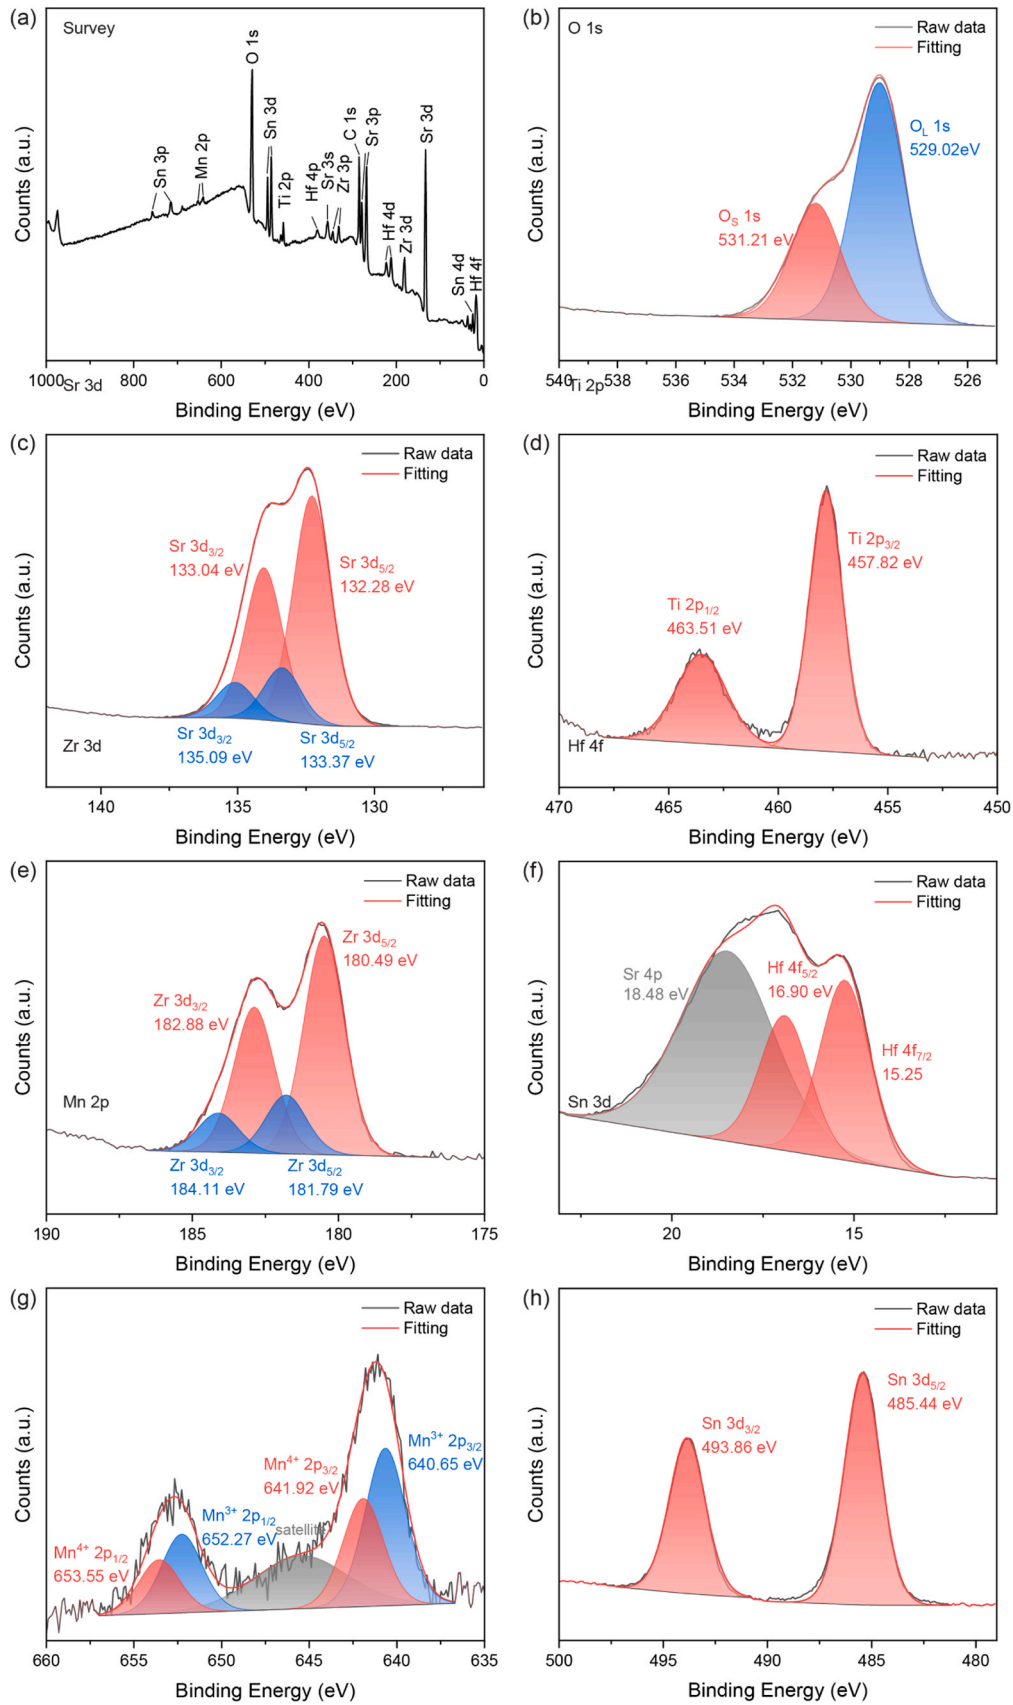 (a)
Survey
O 1s
Sn 3p
Mn 2p
Sn 3d
Ti 2p
Hf 4p
Sr 3s
Zr 3p
C 1s
Sr 3p
Hf 4d
Zr 3d
Sr 3d
Sn 4d
Hf 4f
Counts (a.u.)
1000 800 600 400 200 0
Sr 3d
Binding Energy (eV)
(b)
O 1s
Raw data
Fitting
O_L 1s
529.02eV
O_S 1s
531.21 eV
Counts (a.u.)
540 538 536 534 532 530 528 526
Ti 2p
Binding Energy (eV)
(c)
Raw data
Fitting
Sr 3d3/2
133.04 eV
Sr 3d5/2
132.28 eV
Sr 3d3/2
135.09 eV
Sr 3d5/2
133.37 eV
Zr 3d
Counts (a.u.)
140 135 130
Binding Energy (eV)
(d)
Raw data
Fitting
Ti 2p3/2
457.82 eV
Ti 2p1/2
463.51 eV
Hf 4f
Counts (a.u.)
470 465 460 455 450
Binding Energy (eV)
(e)
Raw data
Fitting
Zr 3d5/2
180.49 eV
Zr 3d3/2
182.88 eV
Mn 2p
Zr 3d3/2
184.11 eV
Zr 3d5/2
181.79 eV
Counts (a.u.)
190 185 180 175
Binding Energy (eV)
(f)
Raw data
Fitting
Sr 4p
18.48 eV
Hf 4f5/2
16.90 eV
Hf 4f7/2
15.25
Sn 3d
Counts (a.u.)
20 15
Binding Energy (eV)
(g)
Raw data
Fitting
Mn3+ 2p3/2
640.65 eV
Mn4+ 2p3/2
641.92 eV
Mn3+ 2p1/2
652.27 eV
satellite
Mn4+ 2p1/2
653.55 eV
Counts (a.u.)
660 655 650 645 640 635
Binding Energy (eV)
(h)
Raw data
Fitting
Sn 3d5/2
485.44 eV
Sn 3d3/2
493.86 eV
Counts (a.u.)
500 495 490 485 480
Binding Energy (eV)